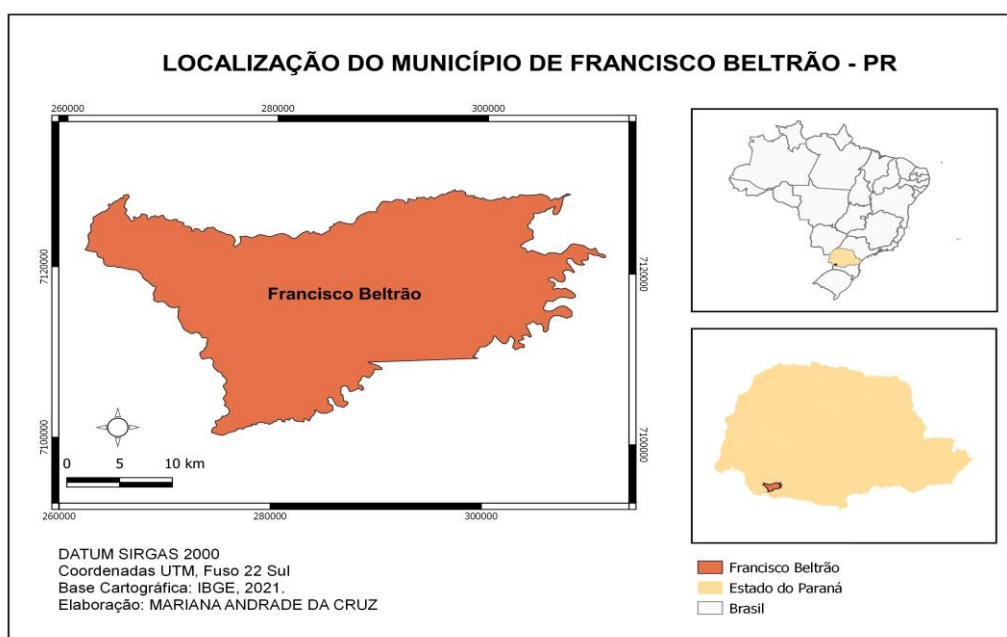 LOCALIZAÇÃO DO MUNICÍPIO DE FRANCISCO BELTRÃO - PR
260000
280000
300000
7120000
7120000
Francisco Beltrão
7100000
7100000
0 5 10 km
260000
280000
300000
DATUM SIRGAS 2000
Coordenadas UTM, Fuso 22 Sul
Base Cartográfica: IBGE, 2021.
Elaboração: MARIANA ANDRADE DA CRUZ
Francisco Beltrão
Estado do Paraná
Brasil